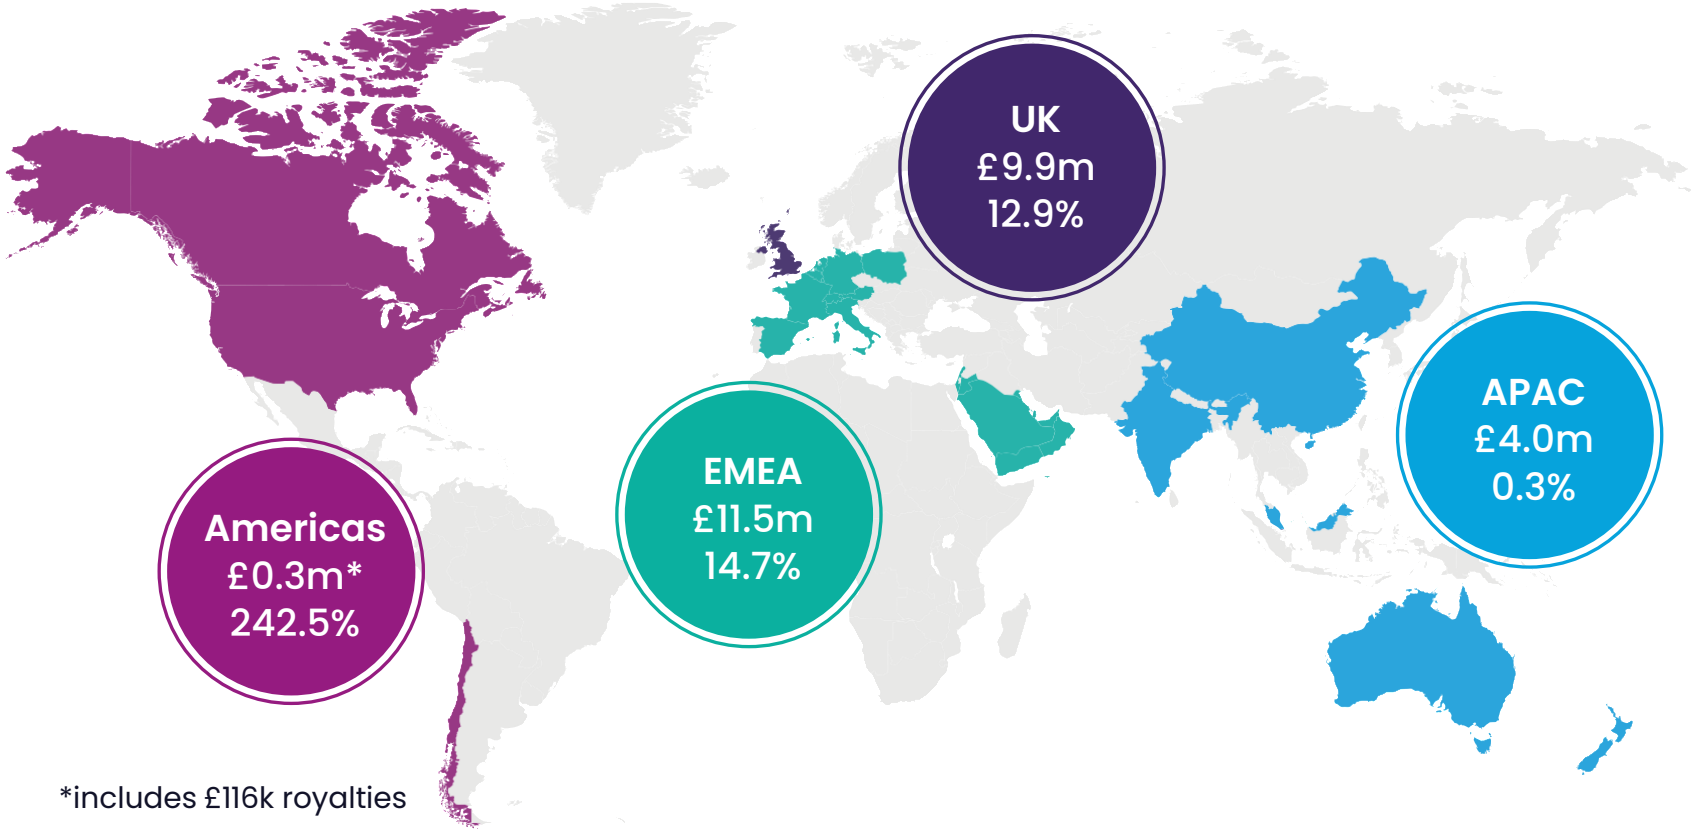 UK
£9.9m
12.9%
APAC
£4.0m
0.3%
EMEA
£11.5m
14.7%
Americas
£0.3m*
242.5%
*includes £116k royalties